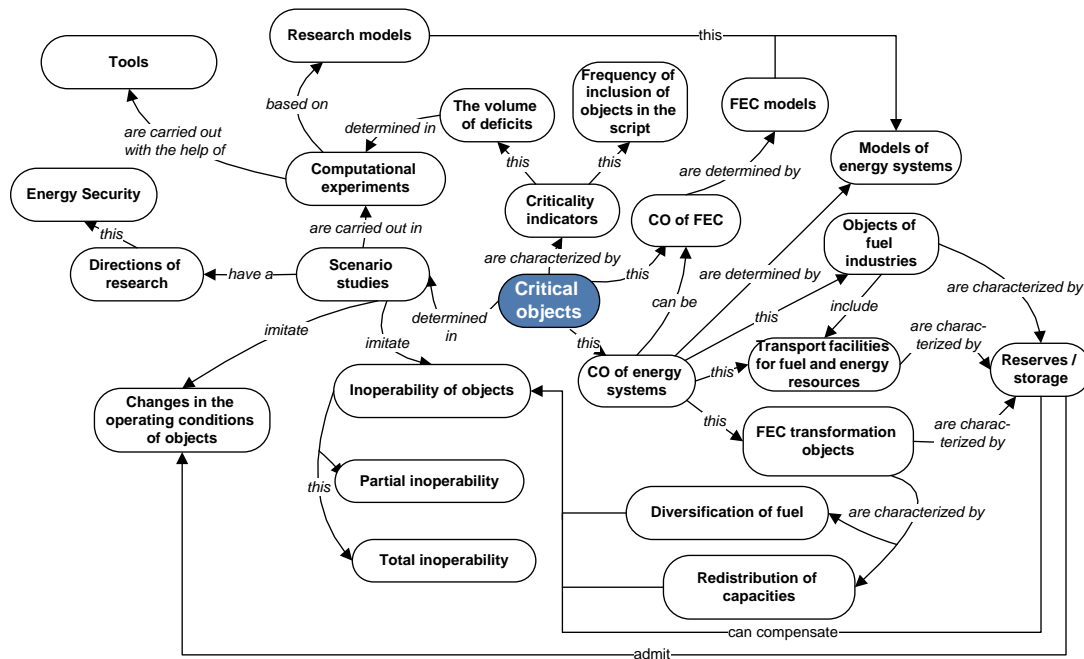 Research models
this
Tools
Frequency of
inclusion of
objects in the
script
FEC models
based on
The volume
of deficits
are carried out
with the help of
determined in
Models of
energy systems
Computational
experiments
this
this
are determined by
Energy Security
Criticality
indicators
CO of FEC
Objects of
fuel
industries
this
are carried out in
Directions of
research
have a
Scenario
studies
are characterized by
this
are determined by
are characterized by
Critical
objects
can be
determined
in
this
include
imitate
imitate
this
Transport facilities
for fuel and energy
resources
are charac-
terized by
Reserves /
storage
CO of energy
systems
this
Inoperability of objects
Changes in the
operating conditions
of objects
this
FEC transformation
objects
are charac-
terized by
this
Partial inoperability
Diversification of fuel
are characterized by
Total inoperability
Redistribution of
capacities
can compensate
admit